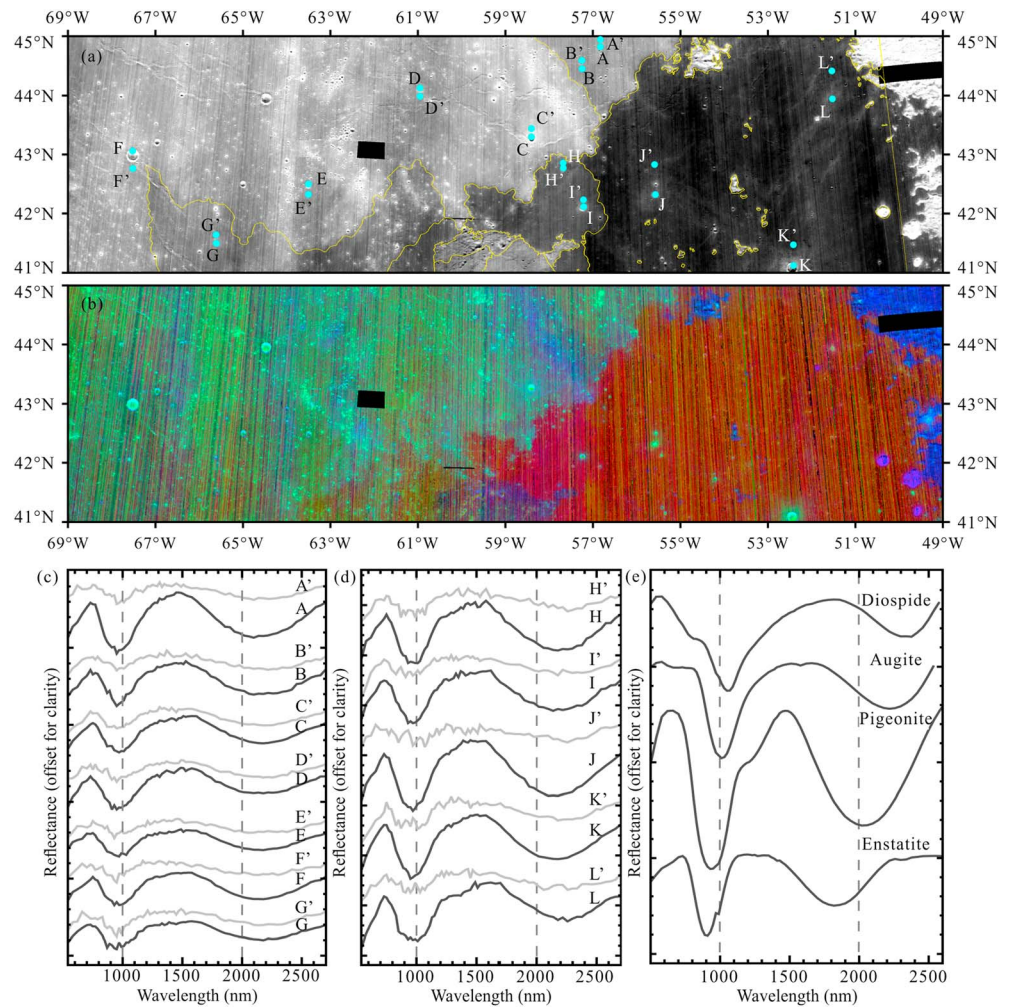 69°W 67°W 65°W 63°W 61°W 59°W 57°W 55°W 53°W 51°W 49°W
45°N (a) 45°N
A'
B' A
L'
B
D
44°N 44°N
D' L
C'
F H J'
43°N C 43°N
F' H'
E I'
42°N E' I J 42°N
G' K'
G
41°N K 41°N
45°N (b) 45°N
44°N 44°N
43°N 43°N
42°N 42°N
41°N 41°N
69°W 67°W 65°W 63°W 61°W 59°W 57°W 55°W 53°W 51°W 49°W
(c)
Reflectance (offset for clarity)
A'
A
B'
B
C'
C
D'
D
E'
E
F'
F
G'
G
1000 2000
Wavelength (nm)
(d)
Reflectance (offset for clarity)
H'
H
I'
I
J'
J
K'
K
L'
L
1000 1500 2000 2500
Wavelength (nm)
(e)
Reflectance (offset for clarity)
Diospide
Augite
Pigeonite
Enstatite
1000 1500 2000 2500
Wavelength (nm)